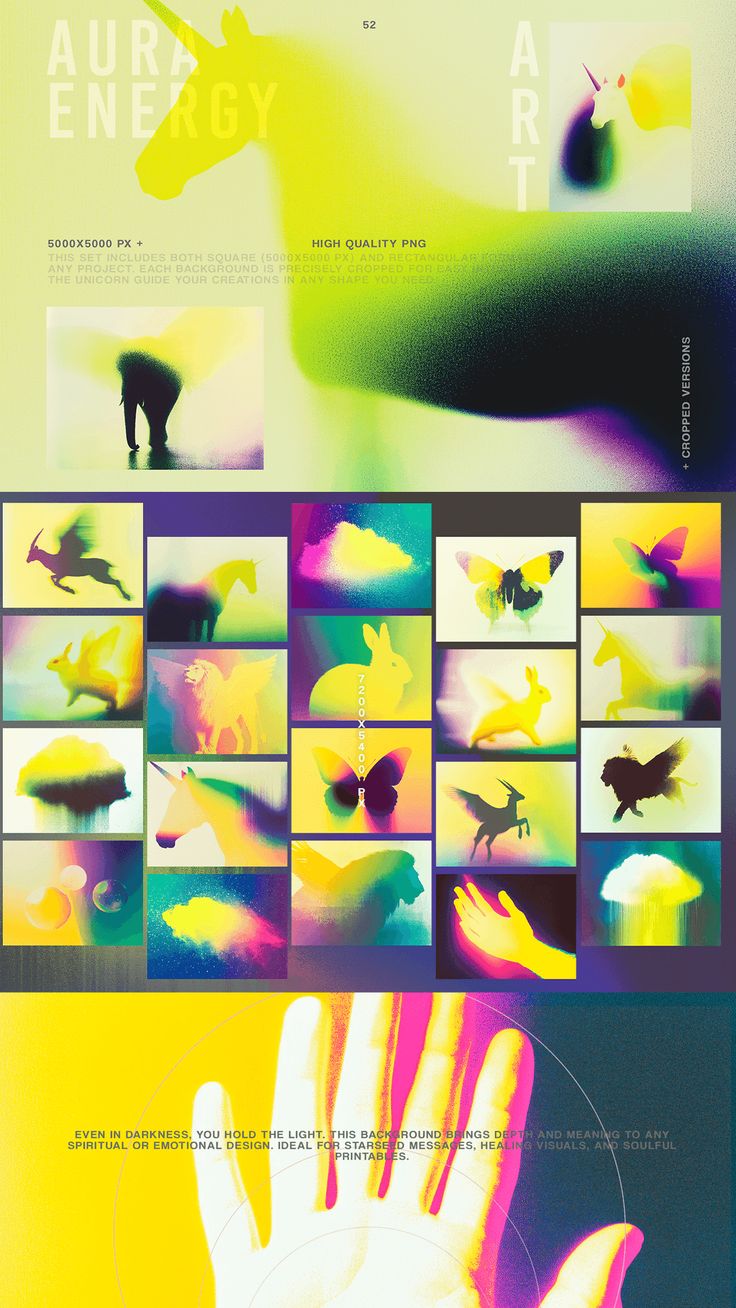 52
AURA
ENERGY
ART
5000X5000 PX +
HIGH QUALITY PNG
THIS SET INCLUDES BOTH SQUARE (5000X5000 PX) AND RECTANGULAR
ANY PROJECT. EACH BACKGROUND IS PRECISELY CROPPED FOR EASY
THE UNICORN GUIDE YOUR CREATIONS IN ANY SHAPE YOU NEED.
+ CROPPED VERSIONS
7200X5400 PX
EVEN IN DARKNESS, YOU HOLD THE LIGHT. THIS BACKGROUND BRINGS DEPTH AND MEANING TO ANY
SPIRITUAL OR EMOTIONAL DESIGN. IDEAL FOR STARSEED MESSAGES, HEALING VISUALS, AND SOULFUL
PRINTABLES.